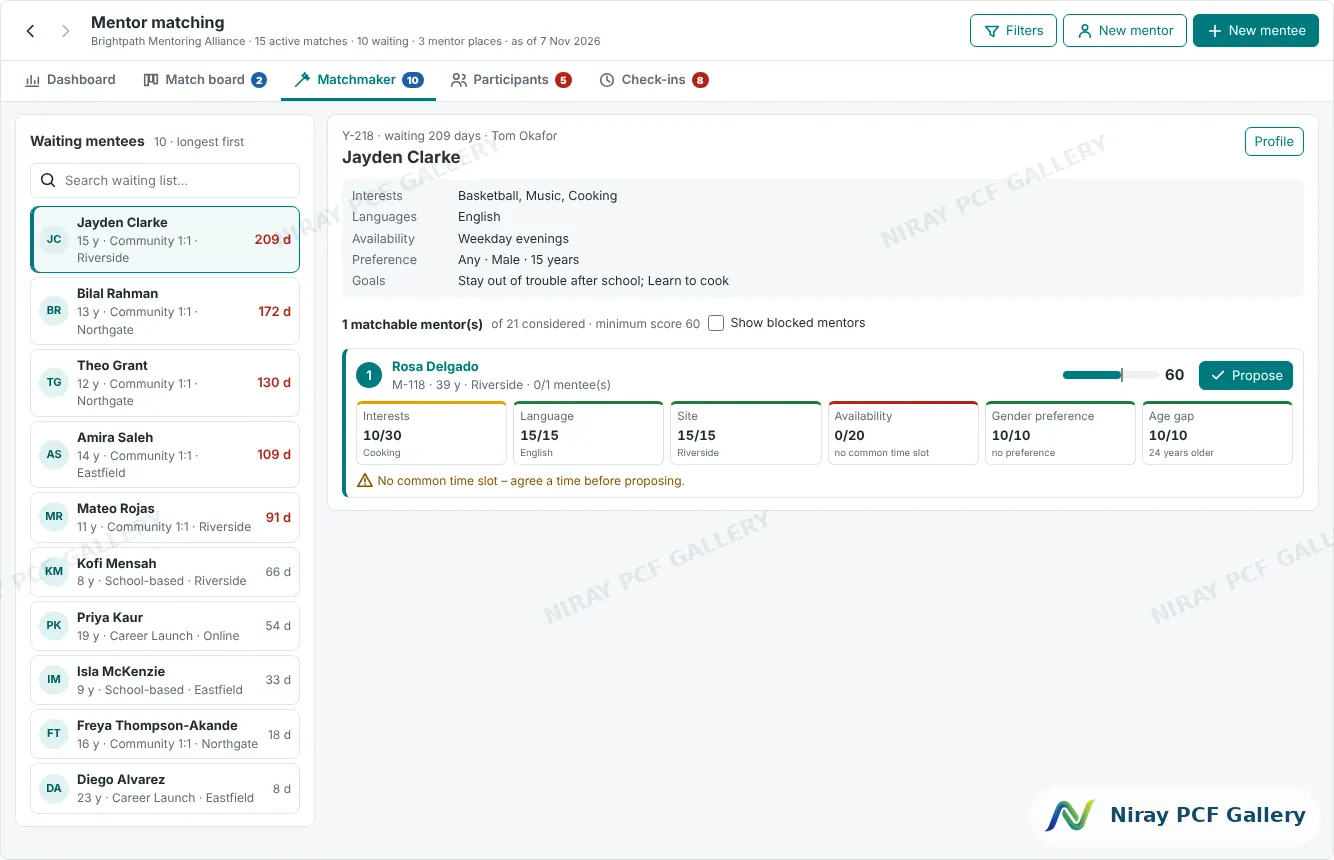 Mentor matching
Brightpath Mentoring Alliance · 15 active matches · 10 waiting · 3 mentor places · as of 7 Nov 2026
Filters
New mentor
New mentee
Dashboard
Match board 2
Matchmaker 10
Participants 5
Check-ins 8
Waiting mentees 10 · longest first
Search waiting list...
JC
Jayden Clarke
15 y · Community 1:1 ·
Riverside
209 d
BR
Bilal Rahman
13 y · Community 1:1 ·
Northgate
172 d
TG
Theo Grant
12 y · Community 1:1 ·
Northgate
130 d
AS
Amira Saleh
14 y · Community 1:1 ·
Eastfield
109 d
MR
Mateo Rojas
11 y · Community 1:1 · Riverside
91 d
KM
Kofi Mensah
8 y · School-based · Riverside
66 d
PK
Priya Kaur
19 y · Career Launch · Online
54 d
IM
Isla McKenzie
9 y · School-based · Eastfield
33 d
FT
Freya Thompson-Akande
16 y · Community 1:1 · Northgate
18 d
DA
Diego Alvarez
23 y · Career Launch · Eastfield
8 d
Y-218 · waiting 209 days · Tom Okafor
Jayden Clarke
Profile
Interests Basketball, Music, Cooking
Languages English
Availability Weekday evenings
Preference Any · Male · 15 years
Goals Stay out of trouble after school; Learn to cook
1 matchable mentor(s) of 21 considered · minimum score 60 Show blocked mentors
1
Rosa Delgado
M-118 · 39 y · Riverside · 0/1 mentee(s)
60
Propose
Interests
10/30
Cooking
Language
15/15
English
Site
15/15
Riverside
Availability
0/20
no common time slot
Gender preference
10/10
no preference
Age gap
10/10
24 years older
No common time slot – agree a time before proposing.
NIRAY PCF GALLERY
NIRAY PCF GALLERY
NIRAY PCF GALLERY
NIRAY PCF GALLERY
NIRAY PCF GALLERY
Niray PCF Gallery